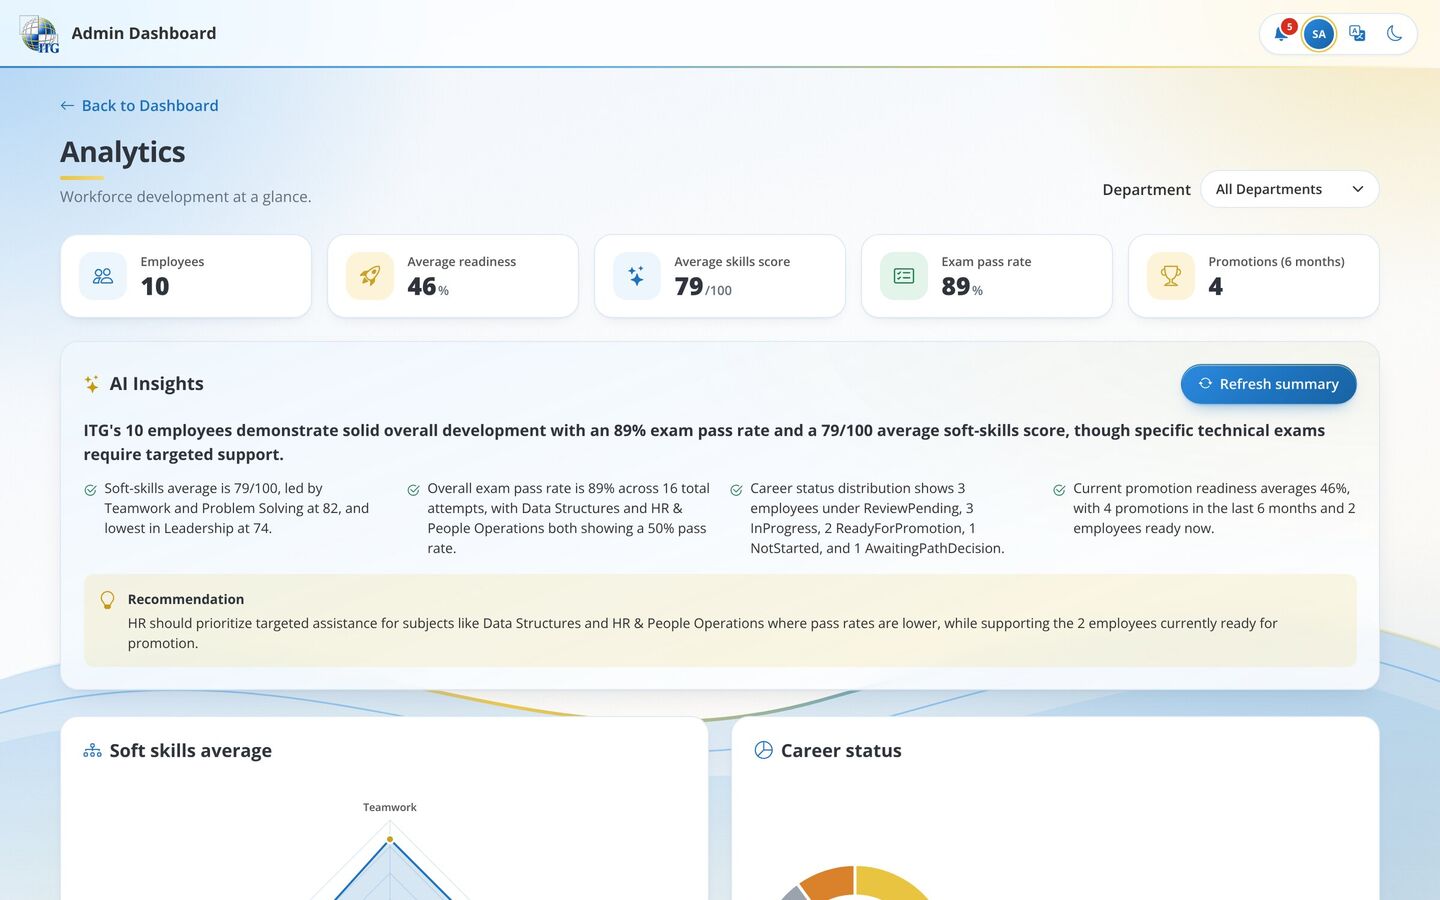 ITG
Admin Dashboard
5
SA
Back to Dashboard
Analytics
Workforce development at a glance.
Department
All Departments
Employees
10
Average readiness
46%
Average skills score
79/100
Exam pass rate
89%
Promotions (6 months)
4
AI Insights
Refresh summary
ITG's 10 employees demonstrate solid overall development with an 89% exam pass rate and a 79/100 average soft-skills score, though specific technical exams
require targeted support.
Soft-skills average is 79/100, led by
Teamwork and Problem Solving at 82, and
lowest in Leadership at 74.
Overall exam pass rate is 89% across 16 total
attempts, with Data Structures and HR &
People Operations both showing a 50% pass
rate.
Career status distribution shows 3
employees under ReviewPending, 3
InProgress, 2 ReadyForPromotion, 1
NotStarted, and 1 AwaitingPathDecision.
Current promotion readiness averages 46%,
with 4 promotions in the last 6 months and 2
employees ready now.
Recommendation
HR should prioritize targeted assistance for subjects like Data Structures and HR & People Operations where pass rates are lower, while supporting the 2 employees currently ready for
promotion.
Soft skills average
Teamwork
Career status